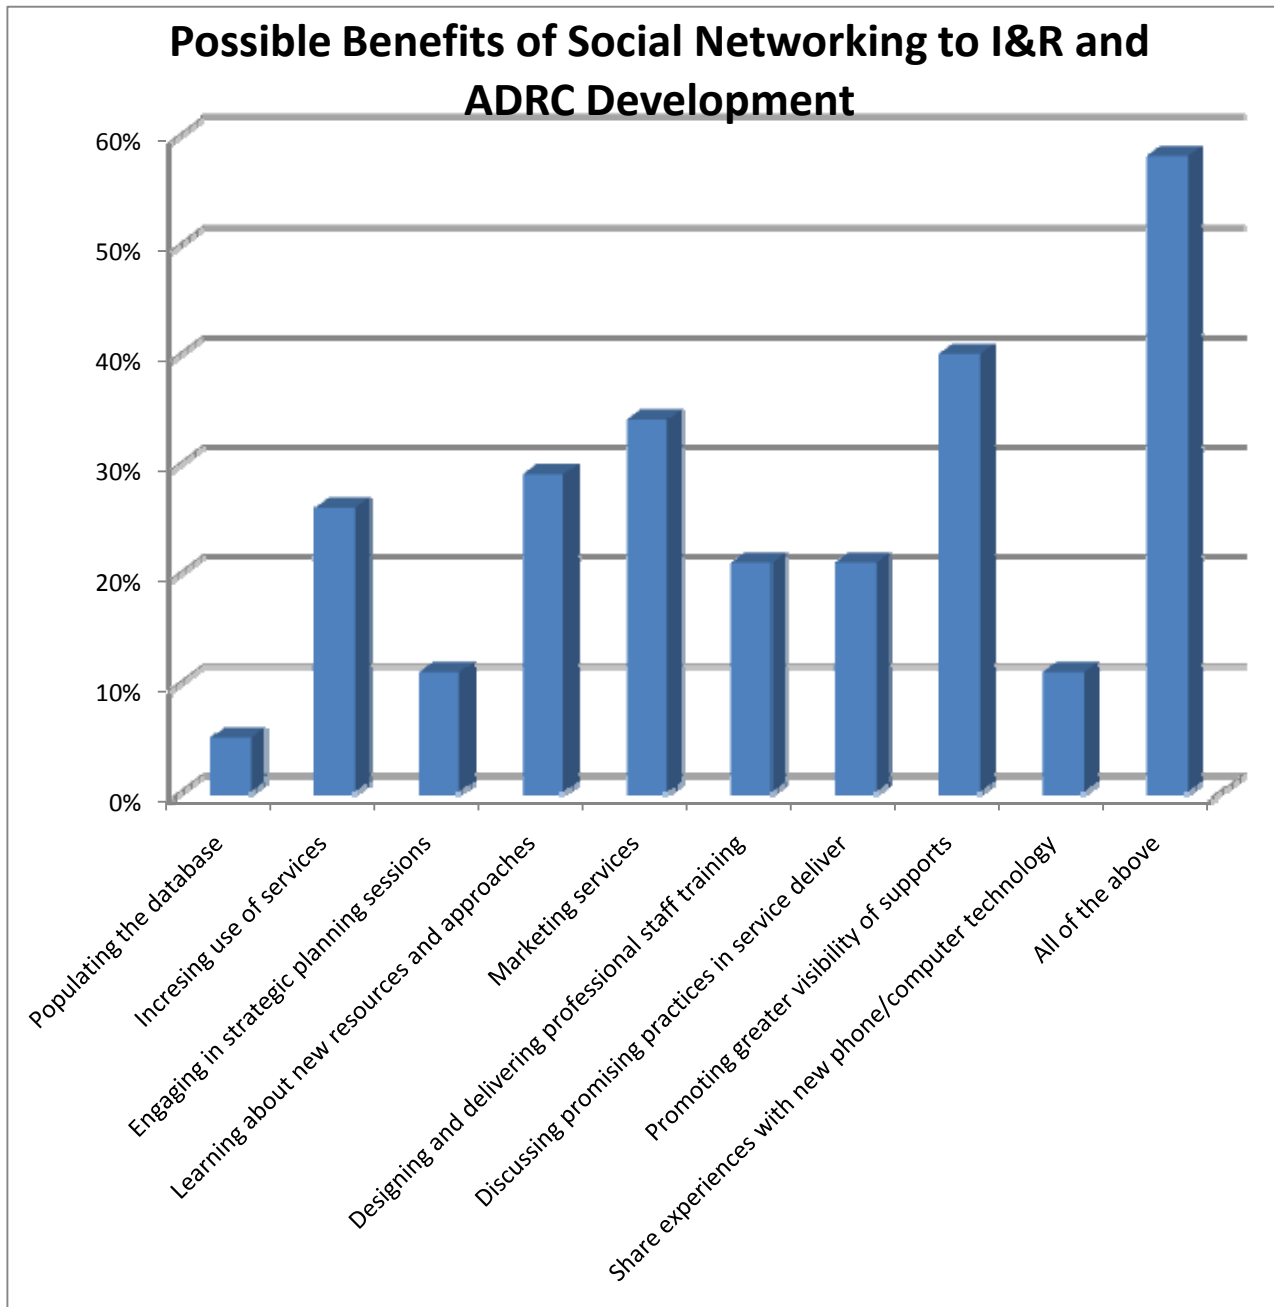 Possible Benefits of Social Networking to I&R and
ADRC Development
60%
50%
40%
30%
20%
10%
0%
Populating the database
Incresing use of services
Engaging in strategic planning sessions
Learning about new resources and approaches
Marketing services
Designing and delivering professional staff training
Discussing promising practices in service deliver
Promoting greater visibility of supports
Share experiences with new phone/computer technology
All of the above